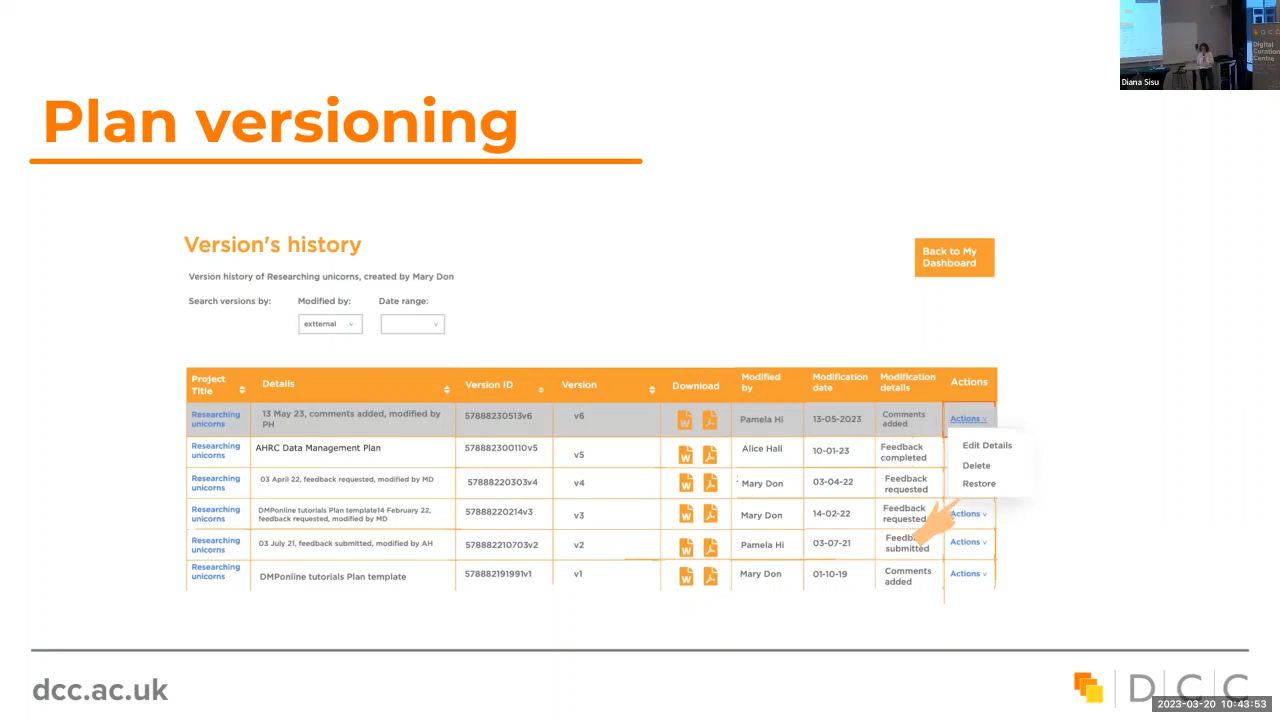 Diana Sisu
Digital
Curation
Centre
Plan versioning
Version's history
Back to My
Dashboard
Version history of Researching unicorns, created by Mary Don
Search versions by: Modified by: Date range:
extternal
Project Title Details Version ID Version Download Modified by Modification date Modification details Actions
Researching unicorns 13 May 23, comments added, modified by PH 57888230513v6 v6 Pamela Hi 13-05-2023 Comments added Actions
Researching unicorns AHRC Data Management Plan 578882300110v5 v5 Alice Hall 10-01-23 Feedback completed
Edit Details
Delete
Restore
Researching unicorns 03 April 22, feedback requested, modified by MD 57888220303v4 v4 Mary Don 03-04-22 Feedback requested
Researching unicorns DMPonline tutorials Plan template14 February 22, feedback requested, modified by MD 57888220214v3 v3 Mary Don 14-02-22 Feedback requested Actions
Researching unicorns 03 July 21, feedback submitted, modified by AH 578882210703v2 v2 Pamela Hi 03-07-21 submitted Actions
Researching unicorns DMPonline tutorials Plan template 578882191991v1 v1 Mary Don 01-10-19 Comments added Actions
dcc.ac.uk
DCC
2023-03-20 10:43:53